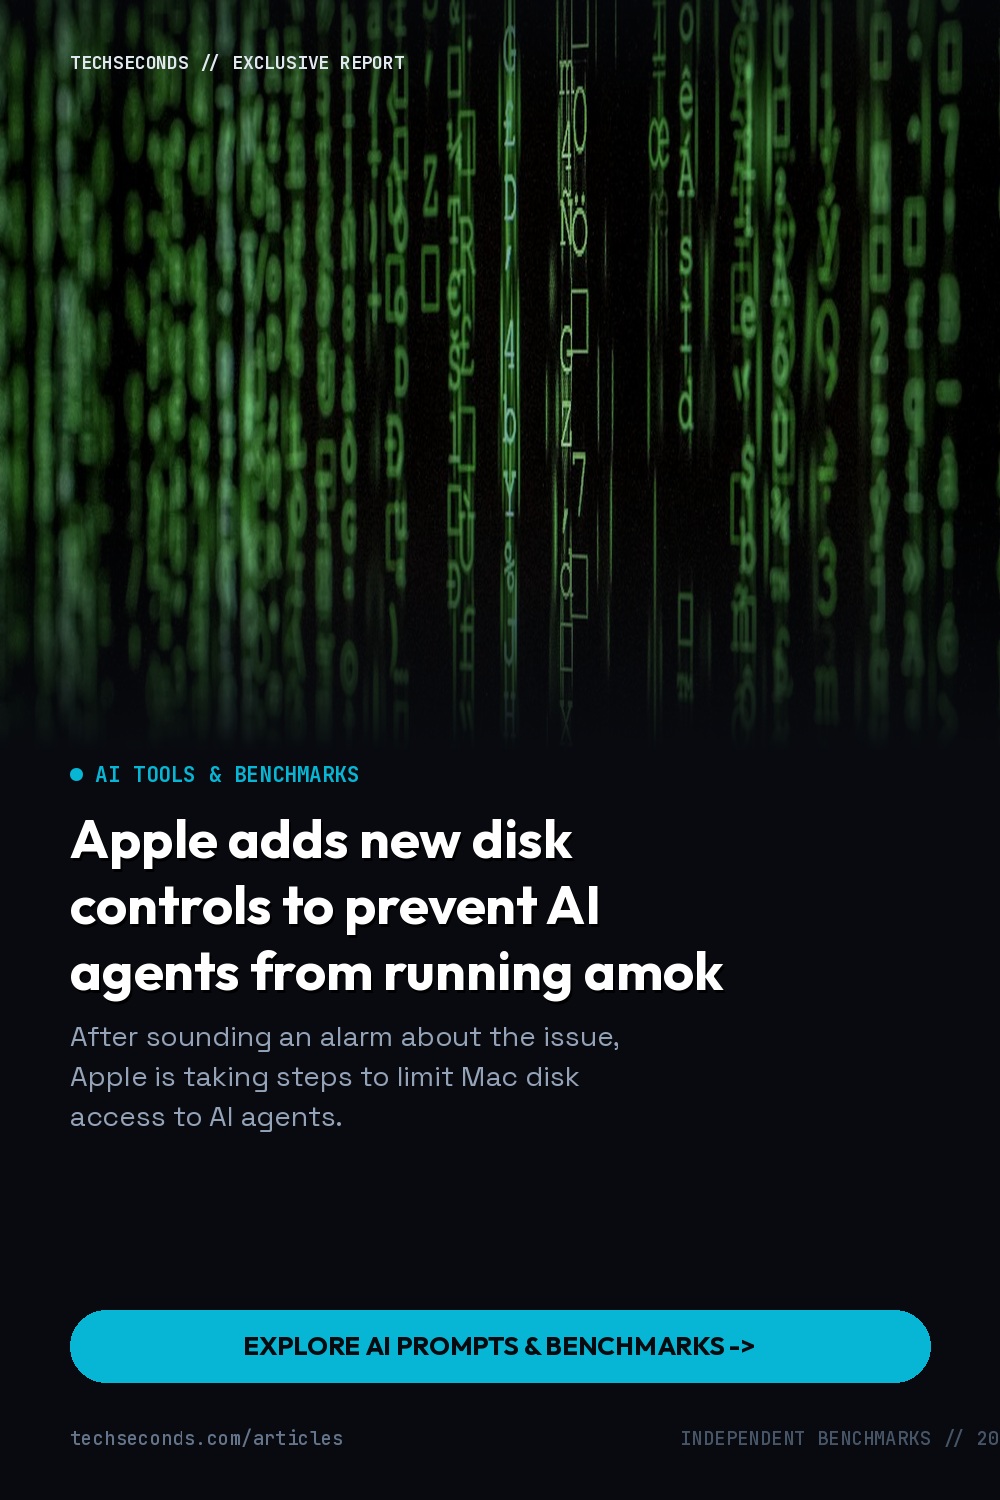 TECHSECONDS // EXCLUSIVE REPORT
AI TOOLS & BENCHMARKS
Apple adds new disk
controls to prevent AI
agents from running amok
After sounding an alarm about the issue,
Apple is taking steps to limit Mac disk
access to AI agents.
EXPLORE AI PROMPTS & BENCHMARKS ->
techseconds.com/articles
INDEPENDENT BENCHMARKS // 20